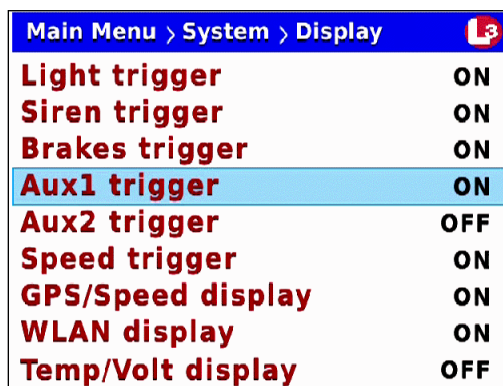 Main Menu > System > Display L3
Light trigger ON
Siren trigger ON
Brakes trigger ON
Aux1 trigger ON
Aux2 trigger OFF
Speed trigger ON
GPS/Speed display ON
WLAN display ON
Temp/Volt display OFF